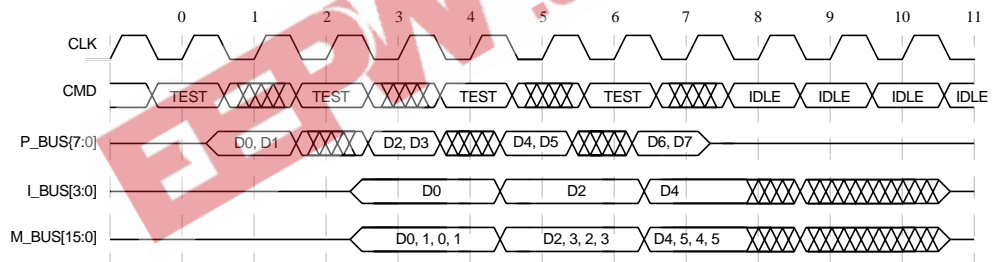 0 1 2 3 4 5 6 7 8 9 10 11
CLK
CMD TEST TEST TEST TEST IDLE IDLE IDLE IDLE
P_BUS(7:0] D0, D1 D2, D3 D4, D5 D6, D7
I_BUS[3:0] D0 D2 D4
M_BUS[15:0] D0, 1, 0, 1 D2, 3, 2, 3 D4, 5, 4, 5
EEPW